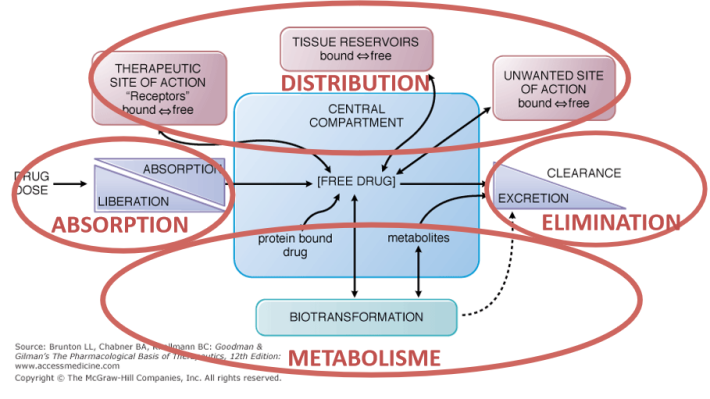 TISSUE RESERVOIRS
bound ⇔ free
THERAPEUTIC
SITE OF ACTION
"Receptors"
bound ⇔ free
DISTRIBUTION
UNWANTED SITE
OF ACTION
bound ⇔ free
CENTRAL
COMPARTMENT
DRUG
DOSE
ABSORPTION
LIBERATION
ABSORPTION
[FREE DRUG]
CLEARANCE
EXCRETION
ELIMINATION
protein bound
drug
metabolites
BIOTRANSFORMATION
METABOLISME
Source: Brunton LL, Chabner BA, Knollmann BC: Goodman &
Gilman's The Pharmacological Basis of Therapeutics, 12th Edition:
www.accessmedicine.com
Copyright © The McGraw-Hill Companies, Inc. All rights reserved.